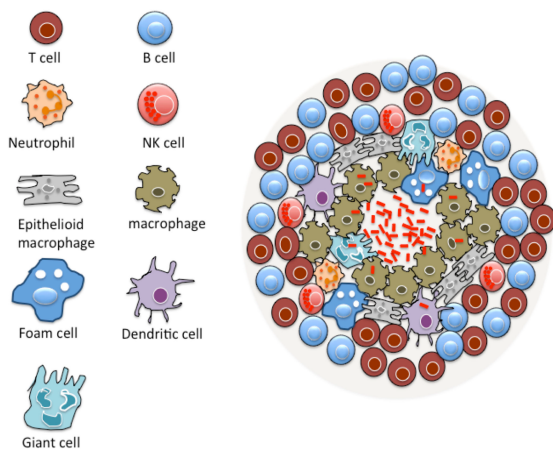 T cell
B cell
Neutrophil
NK cell
Epithelioid
macrophage
macrophage
Foam cell
Dendritic cell
Giant cell